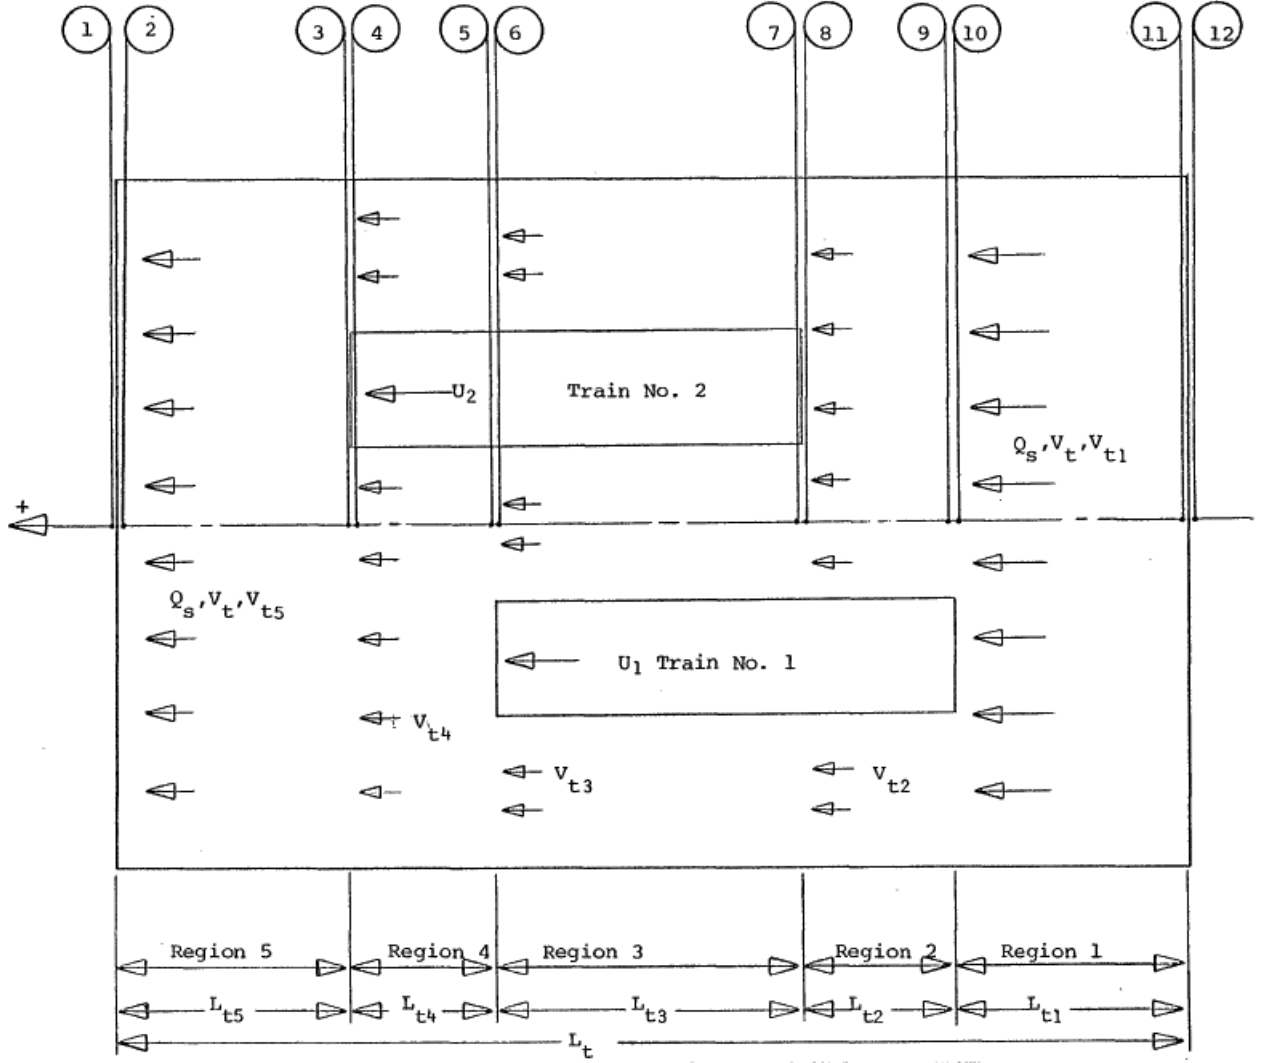 1 2 3 4 5 6 7 8 9 10 11 12
U2 Train No. 2
Qs,Vt,Vt1
+
Qs,Vt,Vt5
U1 Train No. 1
Vt4
Vt3 Vt2
Region 5 Region 4 Region 3 Region 2 Region 1
Lt5 Lt4 Lt3 Lt2 Lt1
Lt